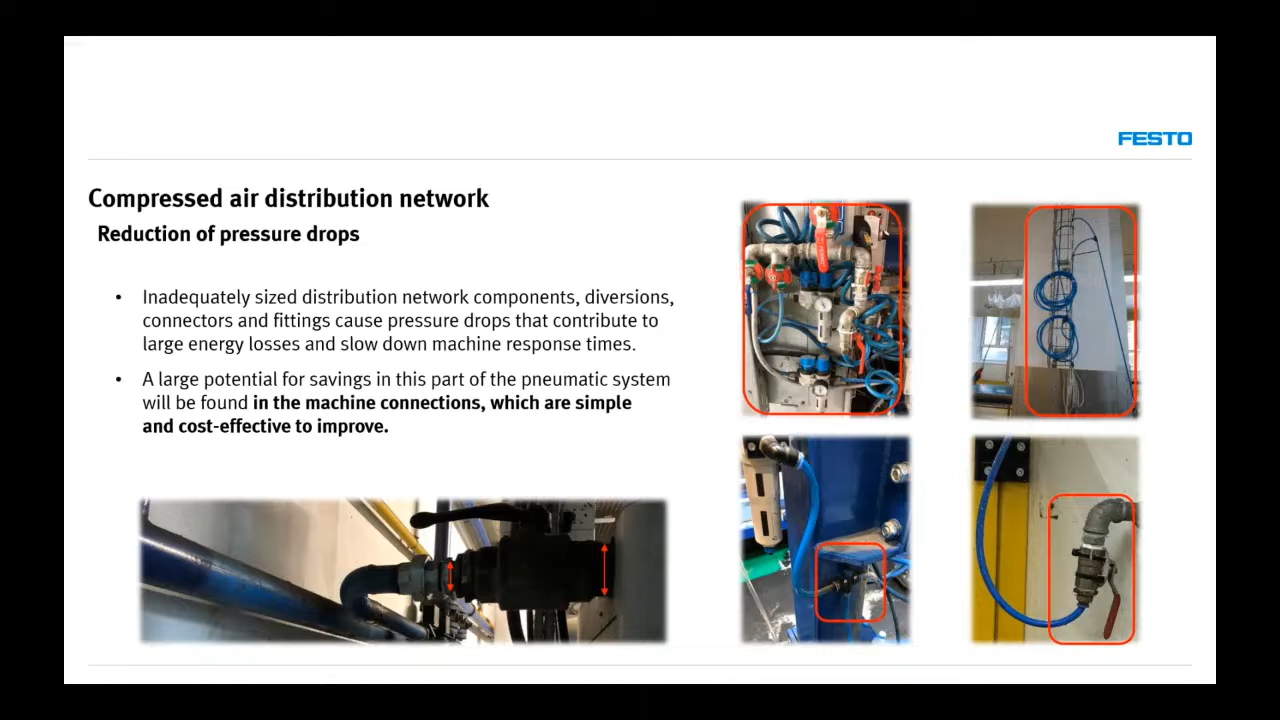 FESTO
Compressed air distribution network
Reduction of pressure drops
• Inadequately sized distribution network components, diversions,
connectors and fittings cause pressure drops that contribute to
large energy losses and slow down machine response times.
• A large potential for savings in this part of the pneumatic system
will be found in the machine connections, which are simple
and cost-effective to improve.